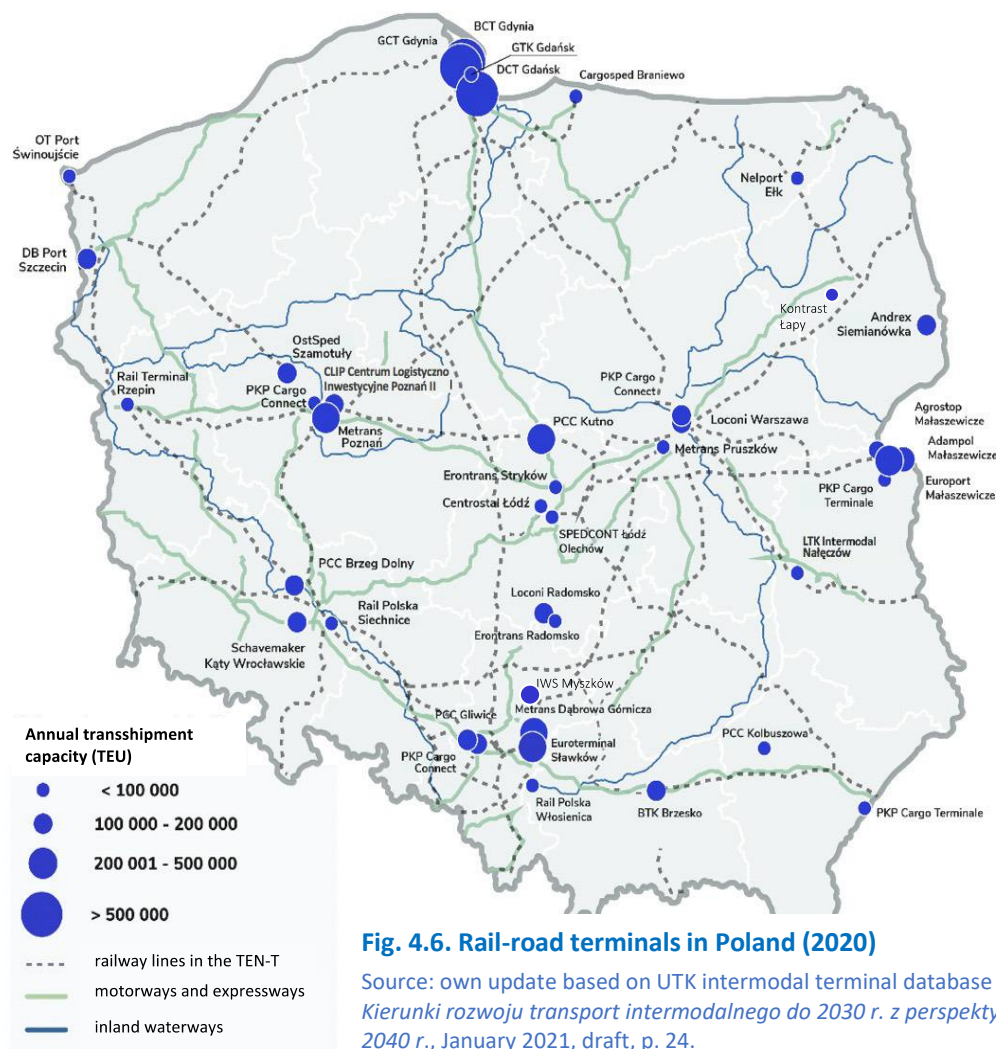 BCT Gdynia
GCT Gdynia
GTK Gdańsk
DCT Gdańsk
Cargosped Braniewo
OT Port
Świnoujście
Nelport
Ełk
DB Port
Szczecin
Kontrast
Łapy
Andrex
Siemianówka
OstSped
Szamotuły
CLIP Centrum Logistyczno
Inwestycyjne Poznań II
Rail Terminal
Rzepin
PKP Cargo
Connect
Metrans
Poznań
PKP Cargo
Connect
PCC Kutno
Loconi Warszawa
Metrans Pruszków
Agrostop
Małaszewicze
Adampol
Małaszewicze
Europort
Małaszewicze
PKP Cargo
Terminale
Erontrans Stryków
Centrostal Łódź
SPEDCONT Łódź
Olechów
LTK Intermodal
Nałęczów
PCC Brzeg Dolny
Rail Polska
Siechnice
Loconi Radomsko
Erontrans Radomsko
Schavemaker
Kąty Wrocławskie
IWS Myszków
Metrans Dąbrowa Górnicza
PCC Gliwice
PKP Cargo
Connect
Euroterminal
Sławków
PCC Kolbuszowa
Rail Polska
Włosienica
BTK Brzesko
PKP Cargo Terminale
Annual transshipment
capacity (TEU)
< 100 000
100 000 - 200 000
200 001 - 500 000
> 500 000
railway lines in the TEN-T
motorways and expressways
inland waterways
Fig. 4.6. Rail-road terminals in Poland (2020)
Source: own update based on UTK intermodal terminal database
Kierunki rozwoju transport intermodalnego do 2030 r. z perspekty
2040 r., January 2021, draft, p. 24.